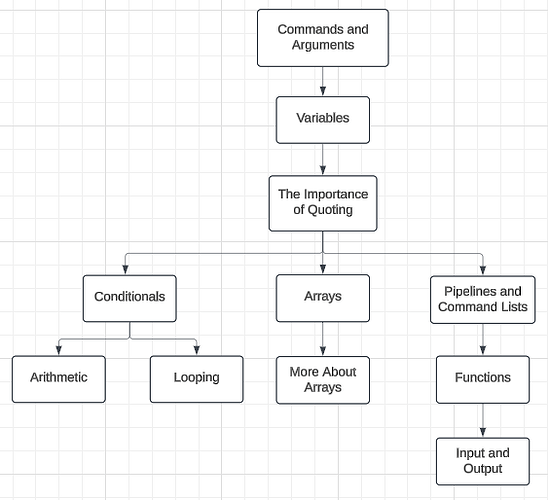 Commands and
Arguments
Variables
The Importance
of Quoting
Conditionals
Arrays
Pipelines and
Command Lists
Arithmetic
Looping
More About
Arrays
Functions
Input and
Output